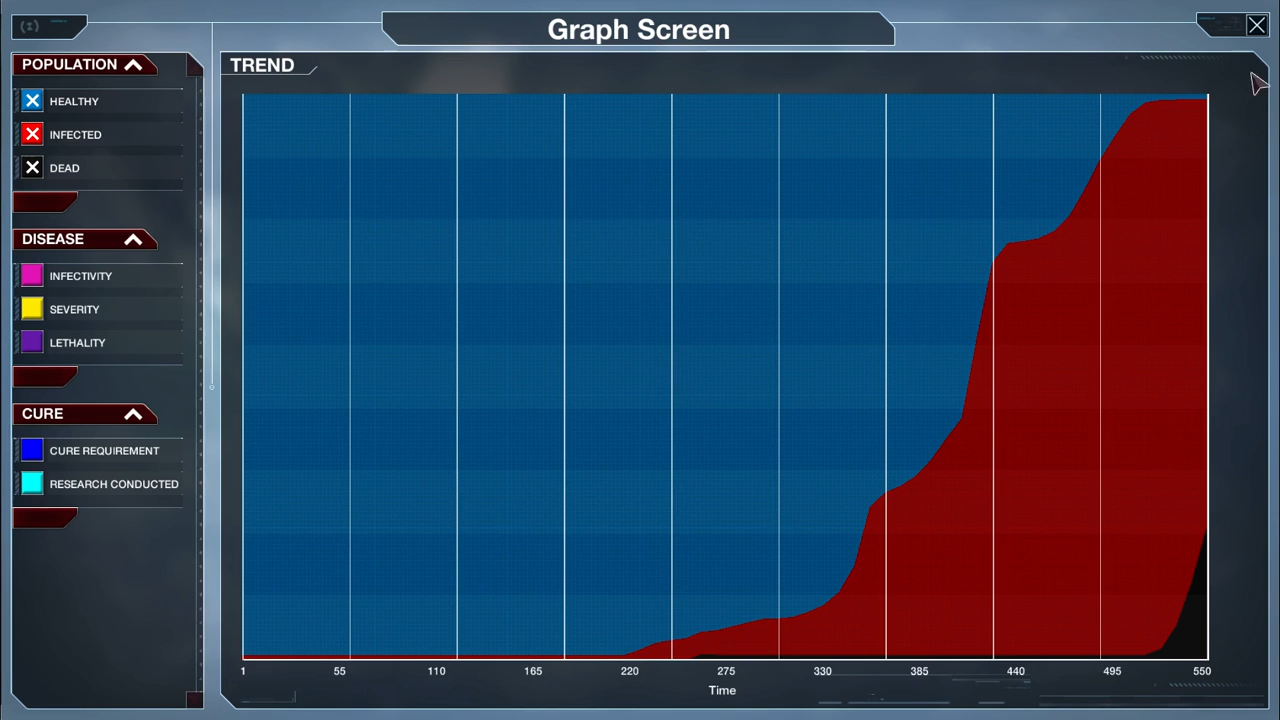 Graph Screen
POPULATION
HEALTHY
INFECTED
DEAD
DISEASE
INFECTIVITY
SEVERITY
LETHALITY
CURE
CURE REQUIREMENT
RESEARCH CONDUCTED
TREND
1 55 110 165 220 275 330 385 440 495 550
Time